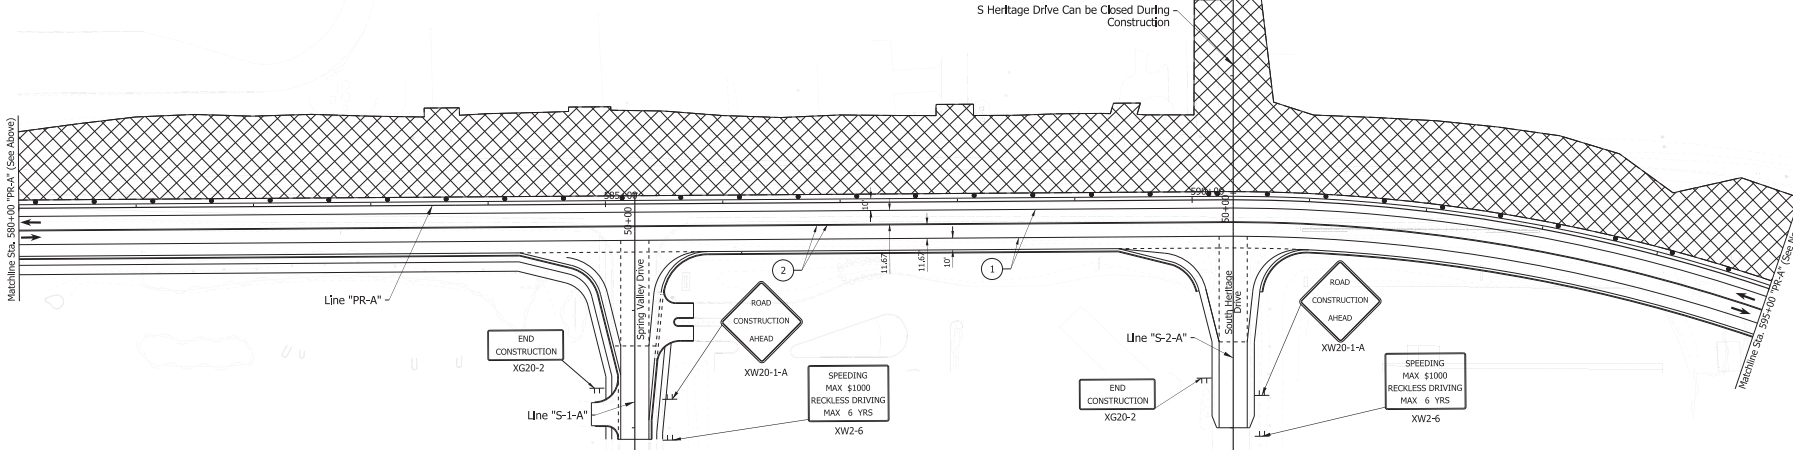 S Heritage Drive Can be Closed During
Construction
Matchline Sta. 580+00 "PR-A" (See Above)
585+00
50+00
Spring Valley Drive
10'
11.67'
11.67'
10'
2
1
50+00
South Heritage
Drive
Line "PR-A"
END
CONSTRUCTION
XG20-2
Line "S-1-A"
ROAD
CONSTRUCTION
AHEAD
XW20-1-A
SPEEDING
MAX $1000
RECKLESS DRIVING
MAX 6 YRS
XW2-6
Line "S-2-A"
END
CONSTRUCTION
XG20-2
ROAD
CONSTRUCTION
AHEAD
XW20-1-A
SPEEDING
MAX $1000
RECKLESS DRIVING
MAX 6 YRS
XW2-6
Matchline Sta. 595+00 "PR-A" (See